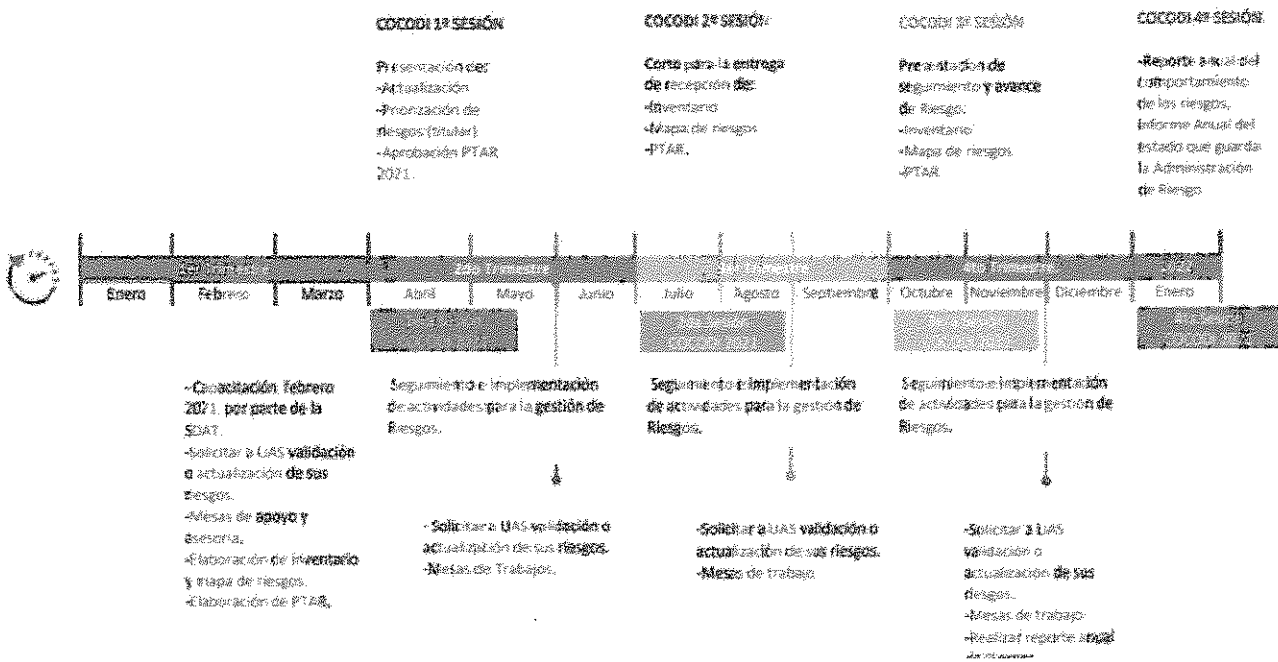 COCODI 1ª SESIÓN
Presentación de:
-Actualización
-Priorización de
riesgos (titular)
-Aprobación PTAR
2021.
COCODI 2ª SESIÓN
Corte para la entrega
de recepción de:
-Inventario
-Mapa de riesgos
-PTAR.
COCODI 3ª SESIÓN
Presentación de
seguimiento y avance
de Riesgo:
-Inventario
-Mapa de riesgos
-PTAR
COCODI 4ª SESIÓN
-Reporte anual del
comportamiento
de los riesgos,
Informe Anual del
estado que guarda
la Administración
de Riesgo
2do Trimestre
Trimestre
4to Trimestre
Enero
Febrero
Marzo
Abril
Mayo
Junio
Julio
Agosto
Septiembre
Octubre
Noviembre
Diciembre
Enero
-Capacitación febrero
2021. por parte de la
-Solicitar a UAS validación
o actualización de sus
riesgos.
-Mesas de apoyo y
asesoría.
-Elaboración de inventario
y mapa de riesgos.
-Elaboración de PTAR.
Seguimiento e implementación
de actividades para la gestión de
Riesgos.
Seguimiento e implementación
de actividades para la gestión de
Riesgos.
Seguimiento e implementación
de actividades para la gestión de
Riesgos.
-Solicitar a UAS validación o
actualización de sus riesgos.
-Mesas de Trabajos.
-Solicitar a UAS validación o
actualización de sus riesgos.
-Mesas de trabajo
-Solicitar a UAS
validación o
actualización de sus
riesgos.
-Mesas de trabajo
-Realizar reporte anual